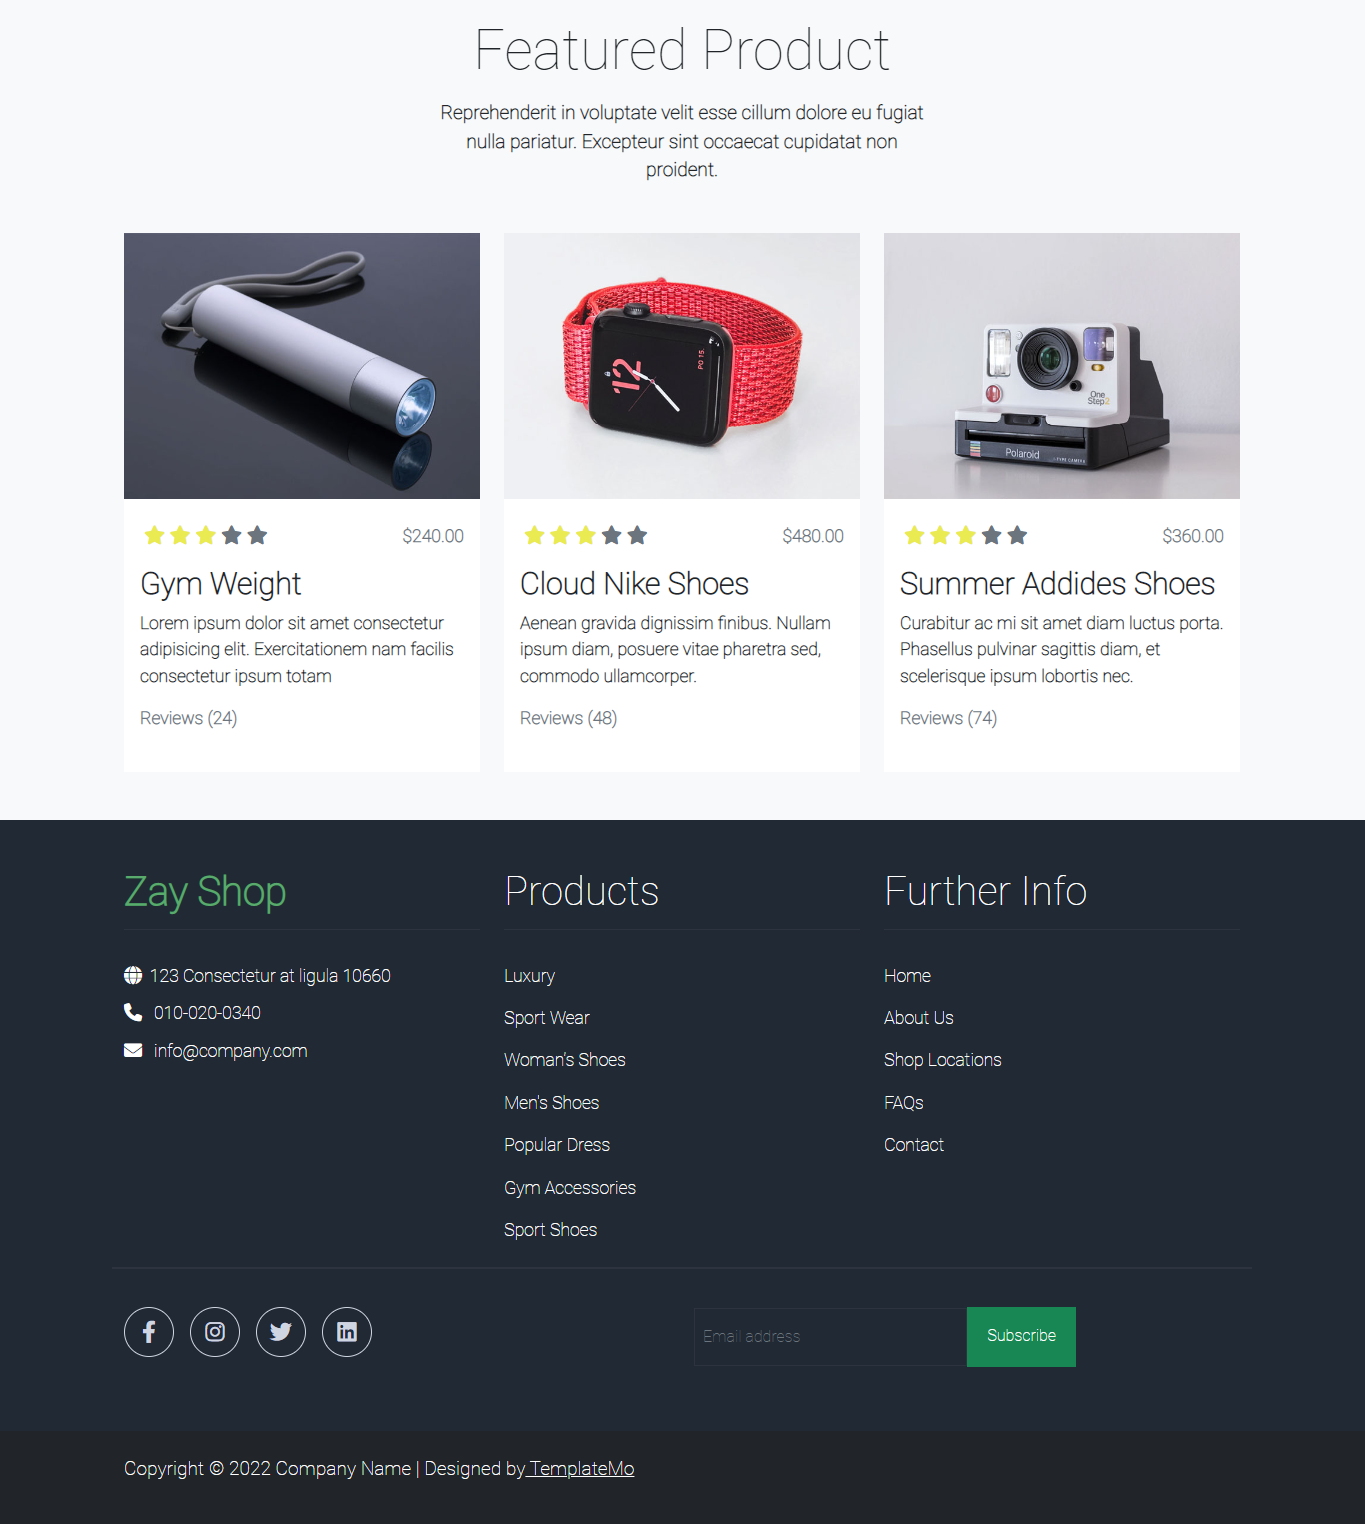 Featured Product
Reprehenderit in voluptate velit esse cillum dolore eu fugiat
nulla pariatur. Excepteur sint occaecat cupidatat non
proident.
12
PO 15.
One
Step2
Polaroid
TYPE CAMERA
$240.00
Gym Weight
Lorem ipsum dolor sit amet consectetur
adipisicing elit. Exercitationem nam facilis
consectetur ipsum totam
Reviews (24)
$480.00
Cloud Nike Shoes
Aenean gravida dignissim finibus. Nullam
ipsum diam, posuere vitae pharetra sed,
commodo ullamcorper.
Reviews (48)
$360.00
Summer Addides Shoes
Curabitur ac mi sit amet diam luctus porta.
Phasellus pulvinar sagittis diam, et
scelerisque ipsum lobortis nec.
Reviews (74)
Zay Shop
123 Consectetur at ligula 10660
010-020-0340
info@company.com
Products
Luxury
Sport Wear
Woman's Shoes
Men's Shoes
Popular Dress
Gym Accessories
Sport Shoes
Further Info
Home
About Us
Shop Locations
FAQs
Contact
Email address
Subscribe
Copyright © 2022 Company Name | Designed by TemplateMo